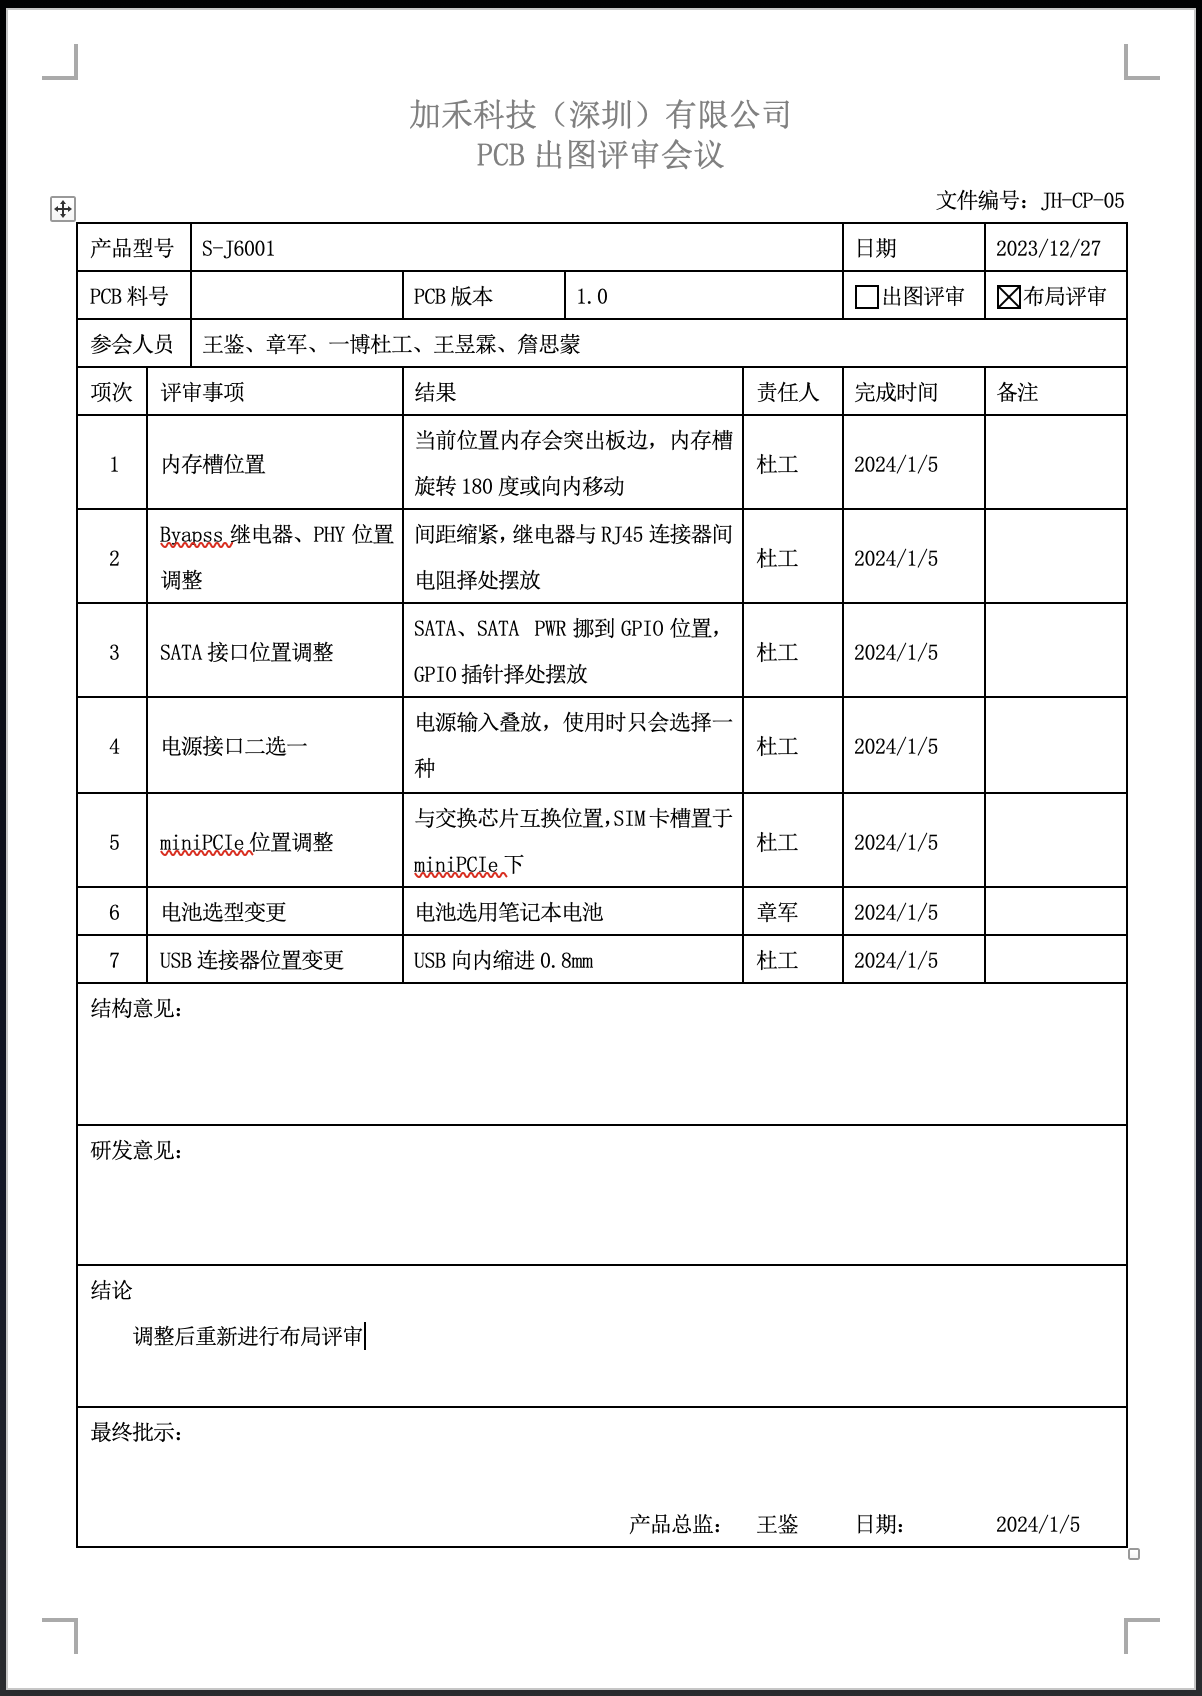 加禾科技（深圳）有限公司
PCB 出图评审会议
文件编号：JH-CP-05
产品型号 S-J6001 日期 2023/12/27
PCB 料号 PCB 版本 1.0 出图评审 布局评审
参会人员 王鉴、章军、一博杜工、王昱霖、詹思蒙
项次 评审事项 结果 责任人 完成时间 备注
1 内存槽位置 当前位置内存会突出板边，内存槽
旋转 180 度或向内移动 杜工 2024/1/5
2 Byapss 继电器、PHY 位置
调整 间距缩紧，继电器与 RJ45 连接器间
电阻择处摆放 杜工 2024/1/5
3 SATA 接口位置调整 SATA、SATA PWR 挪到 GPIO 位置，
GPIO 插针择处摆放 杜工 2024/1/5
4 电源接口二选一 电源输入叠放，使用时只会选择一
种 杜工 2024/1/5
5 miniPCIe 位置调整 与交换芯片互换位置，SIM 卡槽置于
miniPCIe 下 杜工 2024/1/5
6 电池选型变更 电池选用笔记本电池 章军 2024/1/5
7 USB 连接器位置变更 USB 向内缩进 0.8mm 杜工 2024/1/5
结构意见：
研发意见：
结论
调整后重新进行布局评审
最终批示：
产品总监： 王鉴 日期： 2024/1/5